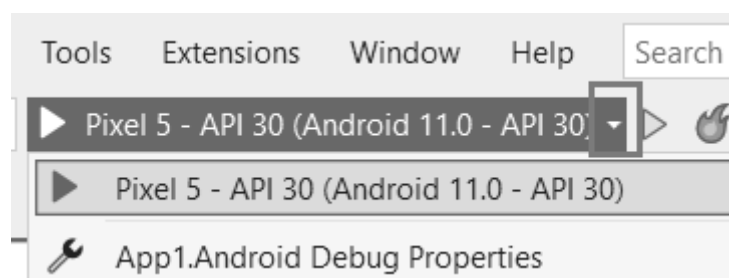 Tools Extensions Window Help Search
Pixel 5 - API 30 (Android 11.0 - API 30)
Pixel 5 - API 30 (Android 11.0 - API 30)
App1.Android Debug Properties